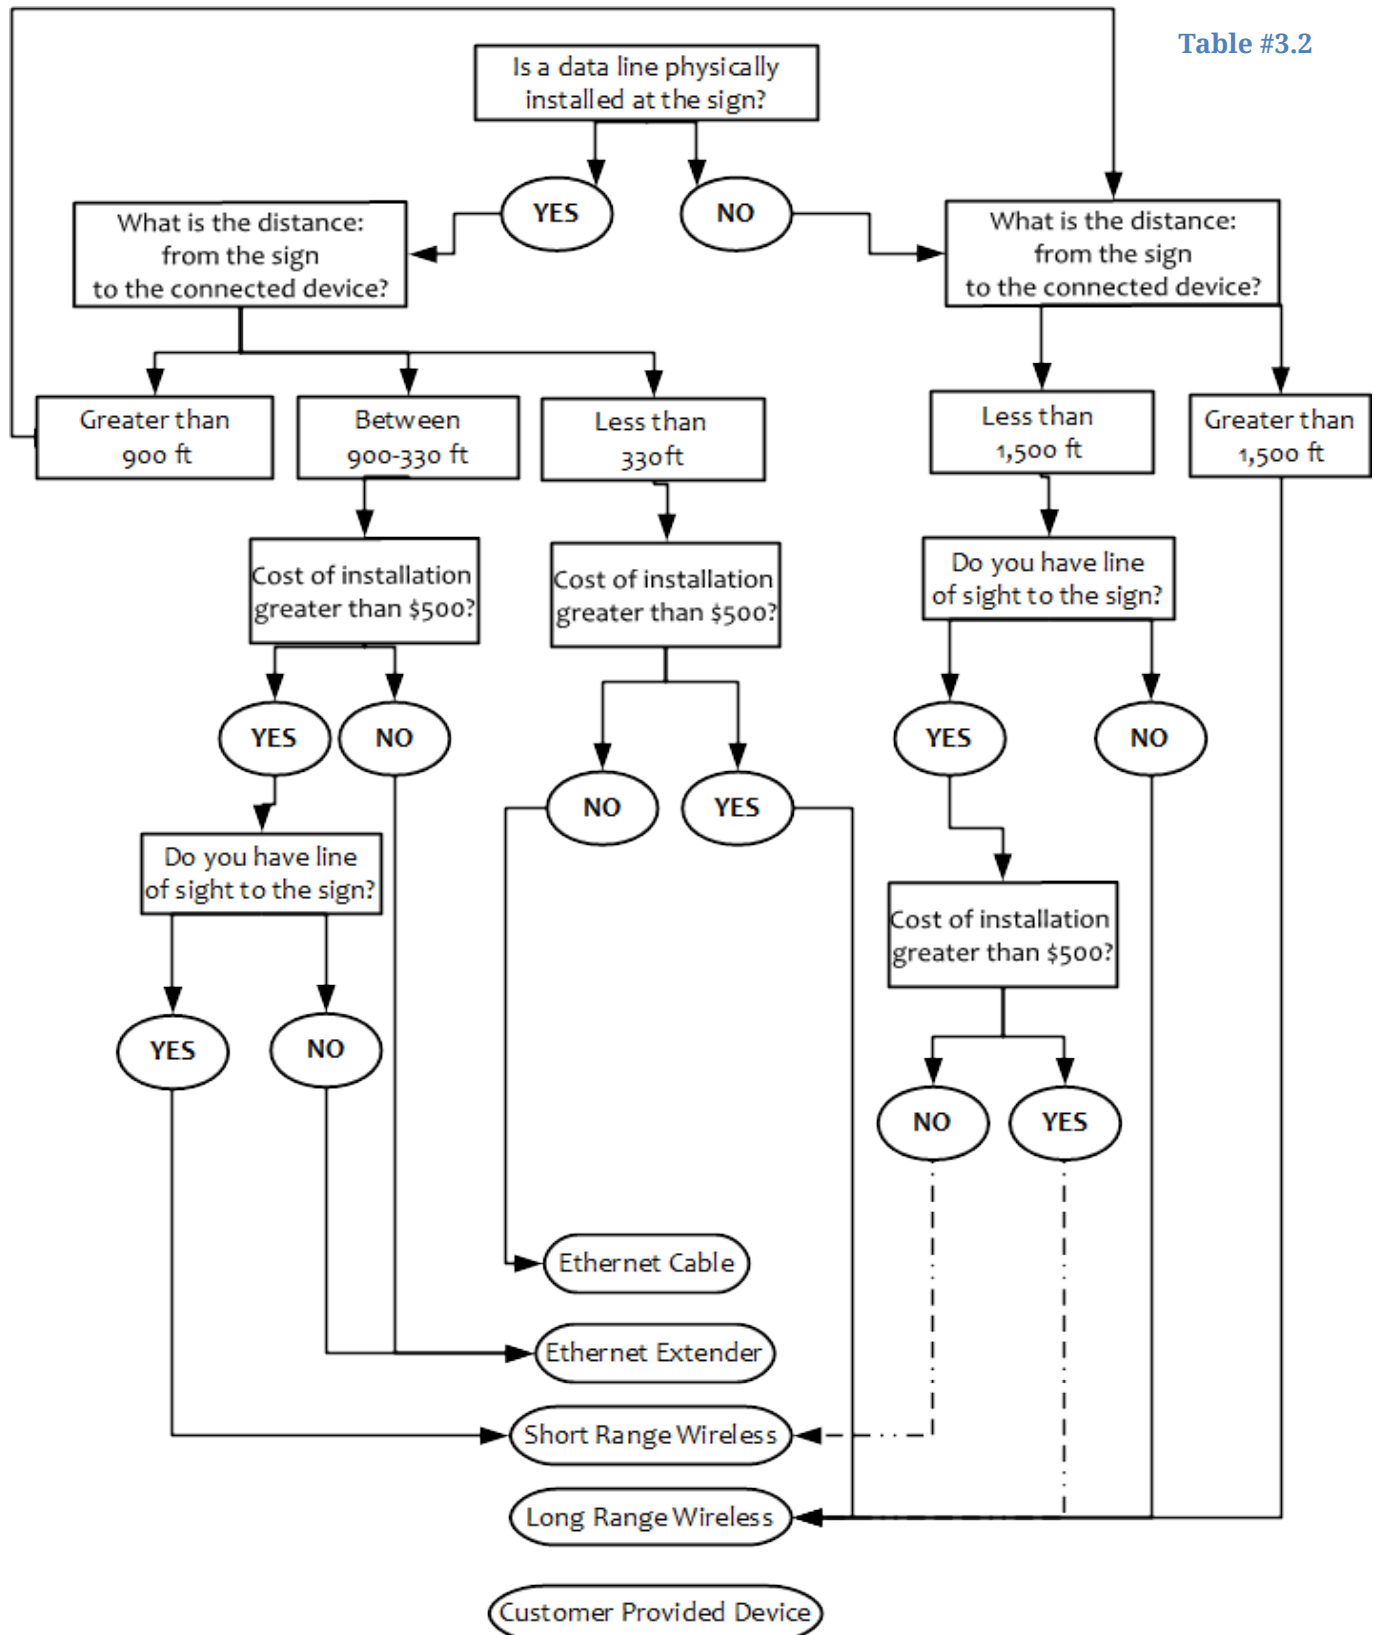 Table #3.2
Is a data line physically
installed at the sign?
YES
NO
What is the distance:
from the sign
to the connected device?
What is the distance:
from the sign
to the connected device?
Greater than
900 ft
Between
900-330 ft
Less than
330ft
Less than
1,500 ft
Greater than
1,500 ft
Cost of installation
greater than $500?
Cost of installation
greater than $500?
Do you have line
of sight to the sign?
YES
NO
YES
NO
NO
YES
Do you have line
of sight to the sign?
Cost of installation
greater than $500?
YES
NO
NO
YES
Ethernet Cable
Ethernet Extender
Short Range Wireless
Long Range Wireless
Customer Provided Device